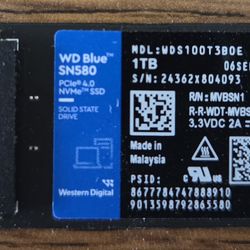 WD Blue™
SN580
PCIe® 4.0
NVMe™ SSD
SOLID STATE DRIVE
Western Digital
MDL:WDS100T3B0E
1TB
06SE
S/N: 24362X804093
R/N: MVBSN1
R-R-WDT-MVBS
3.3VDC 2A
Made in
Malaysia
PSID:
8677784747888910
9013598792865580